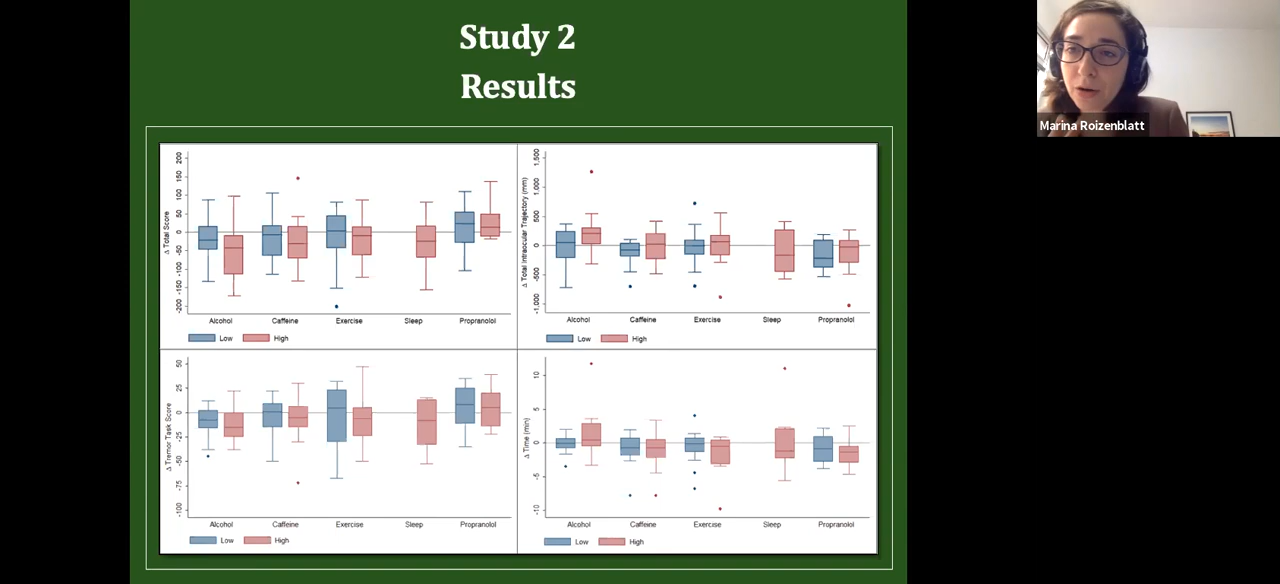 Study 2
Results
Marina Roizenblatt
Δ Total Score
200
150
100
50
0
-50
-100
-150
-200
Alcohol Caffeine Exercise Sleep Propranolol
Low High
Δ Total Intraocular Trajectory (mm)
1,500
1,000
500
0
-500
-1,000
Alcohol Caffeine Exercise Sleep Propranolol
Low High
Δ Tremor Task Score
50
25
0
-25
-50
-75
-100
Alcohol Caffeine Exercise Sleep Propranolol
Low High
Δ Time (min)
10
5
0
-5
-10
Alcohol Caffeine Exercise Sleep Propranolol
Low High